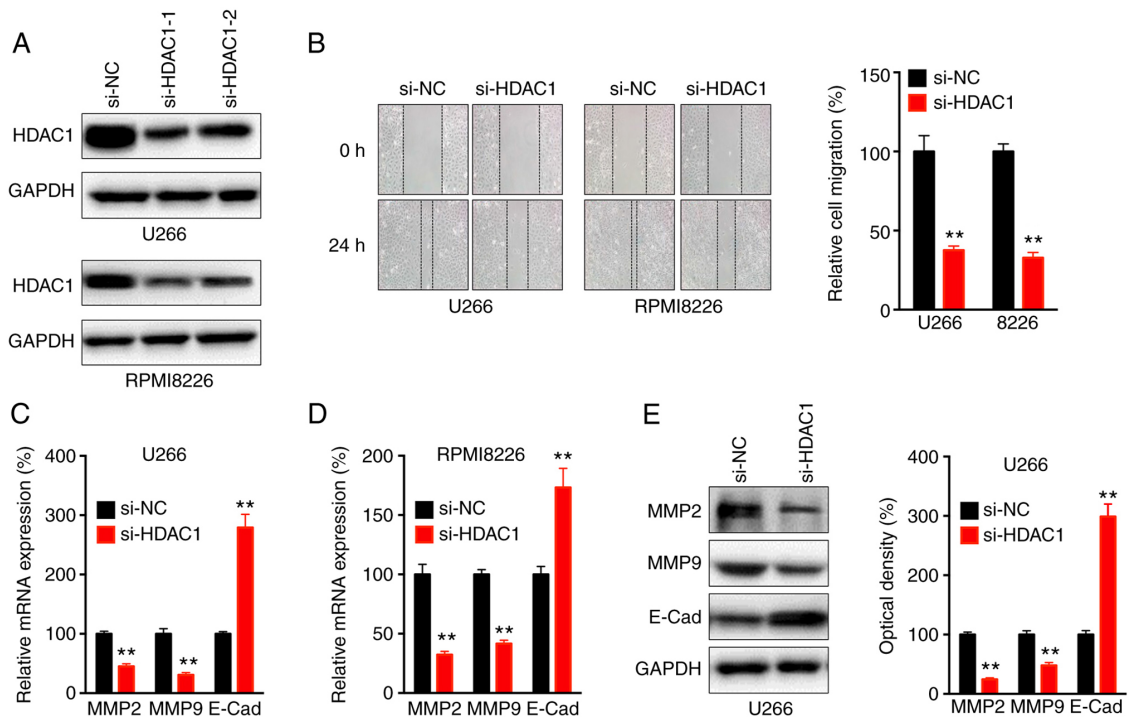 A
si-NC
si-HDAC1-1
si-HDAC1-2
HDAC1
GAPDH
U266
HDAC1
GAPDH
RPMI8226
B
si-NC si-HDAC1 si-NC si-HDAC1
0 h
24 h
U266 RPMI8226
Relative cell migration (%)
150
100
50
0
si-NC
si-HDAC1
** **
U266 8226
C
U266
Relative mRNA expression (%)
400
300
200
100
0
si-NC
si-HDAC1
** ** **
MMP2 MMP9 E-Cad
D
RPMI8226
Relative mRNA expression (%)
200
150
100
50
0
si-NC
si-HDAC1
** ** **
MMP2 MMP9 E-Cad
E
si-NC
si-HDAC1
MMP2
MMP9
E-Cad
GAPDH
U266
U266
Optical density (%)
400
300
200
100
0
si-NC
si-HDAC1
** ** **
MMP2 MMP9 E-Cad